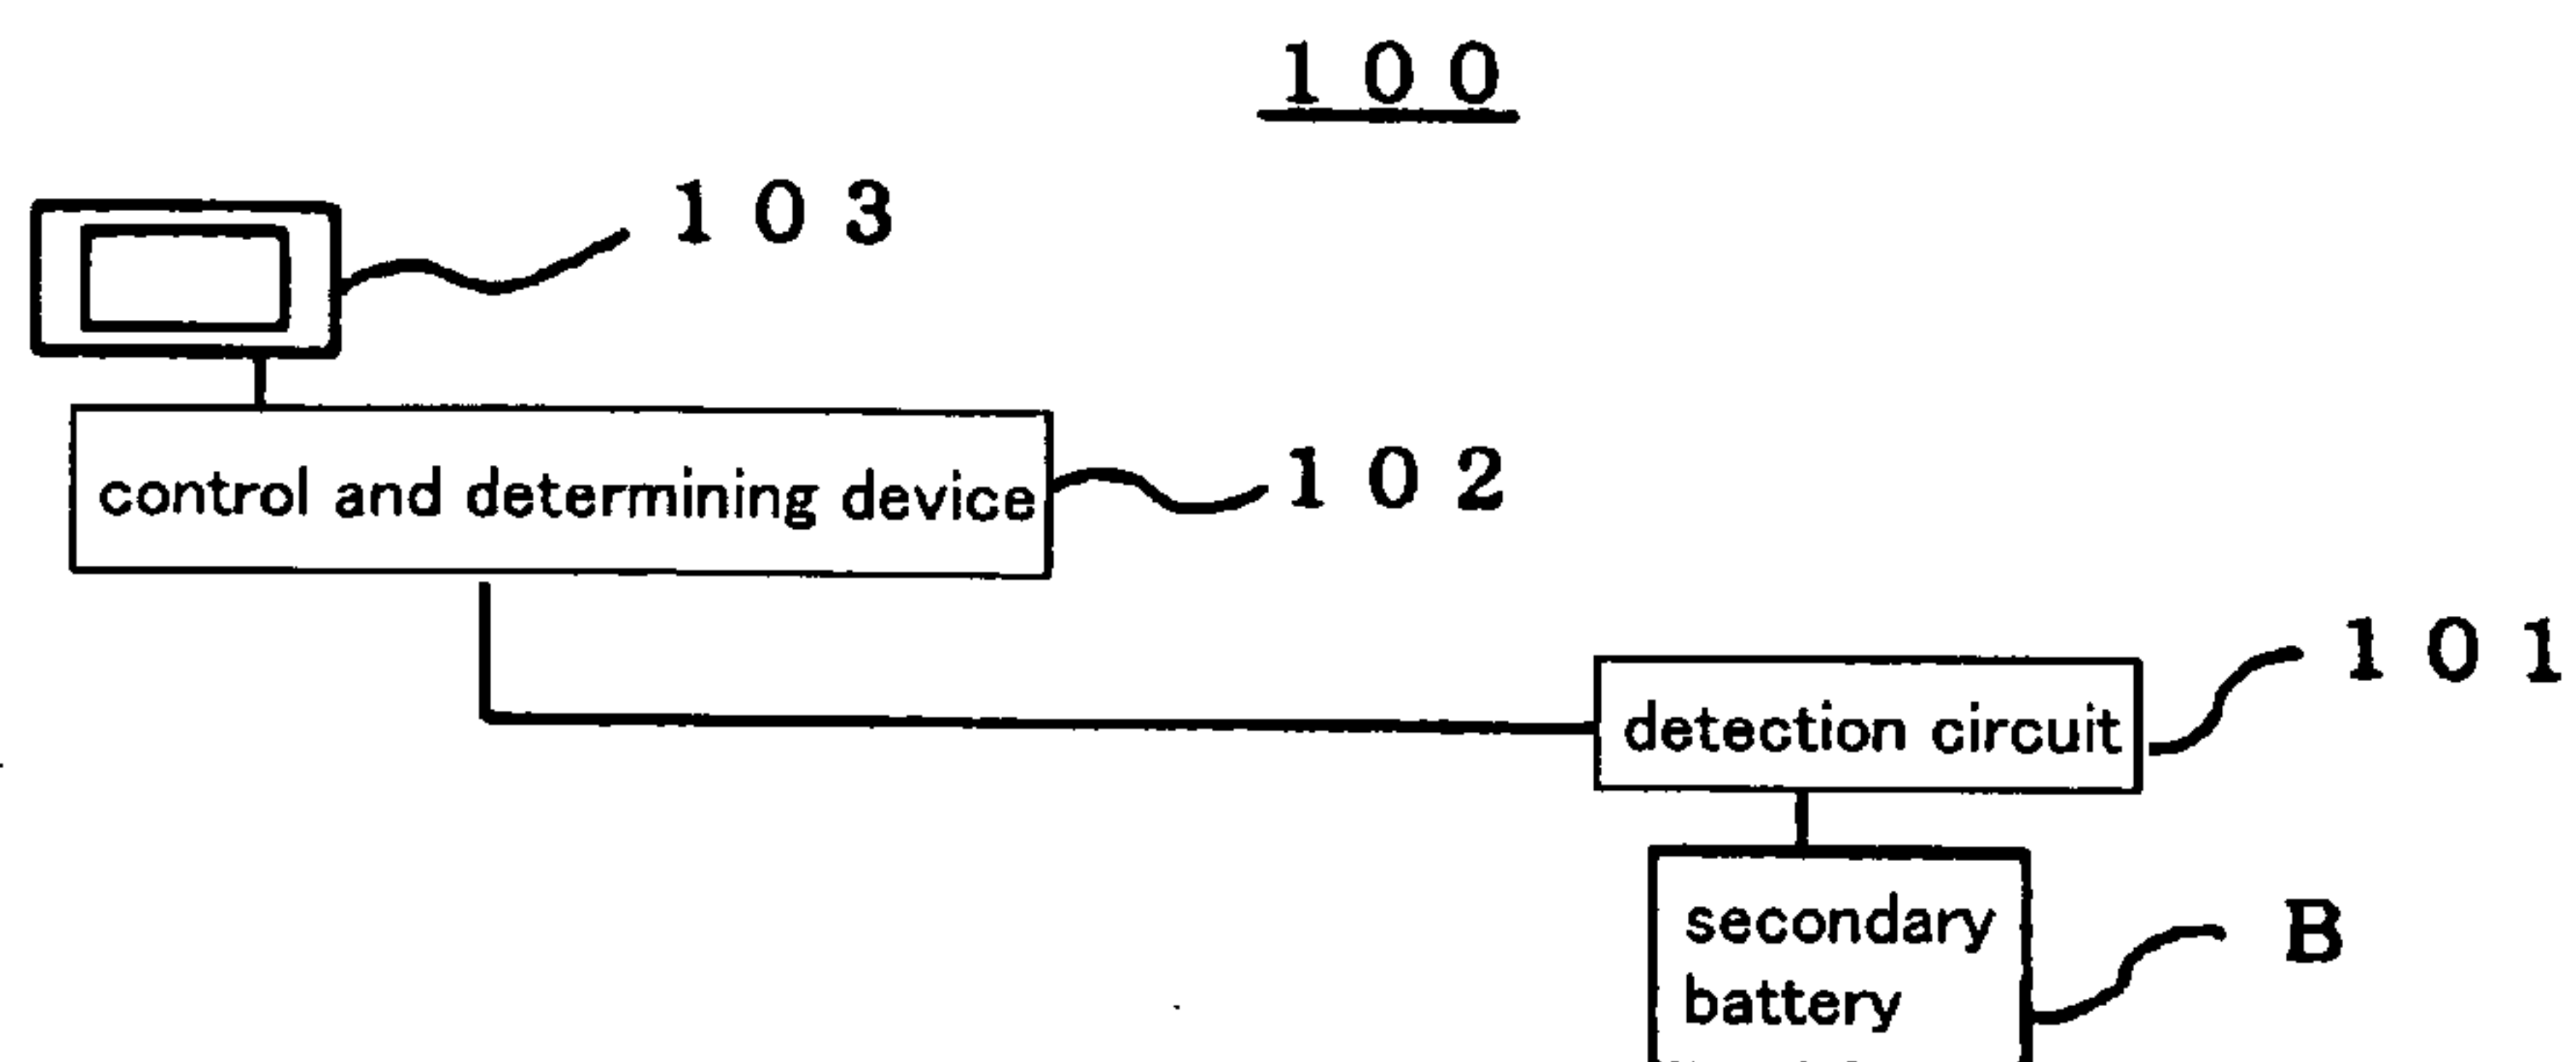 100
103
control and determining device
102
101
detection circuit
secondary
battery
B